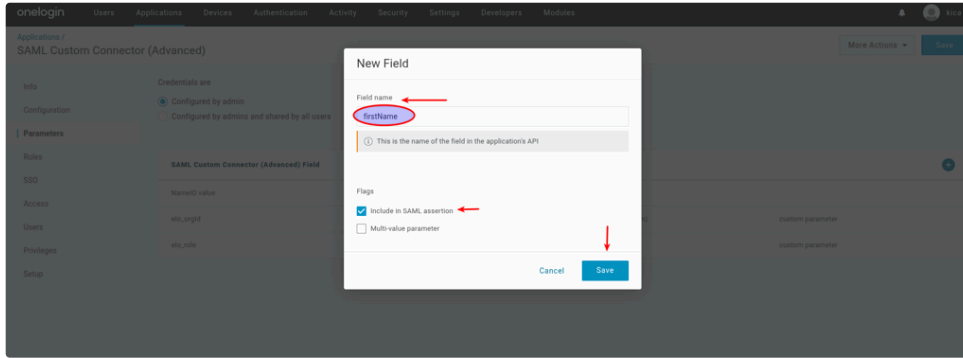 onelogin Users Applications Devices Authentication Activity Security Settings Developers Modules kica
Applications /
SAML Custom Connector (Advanced)
More Actions Save
New Field
Info
Configuration
Parameters
Rules
SSO
Access
Users
Privileges
Setup
Credentials are
Configured by admin
Configured by admins and shared by all users
SAML Custom Connector (Advanced) Field
NameID value
custom parameter
custom parameter
Field name
firstName
This is the name of the field in the application's API
Flags
Include in SAML assertion
Multi-value parameter
Cancel Save